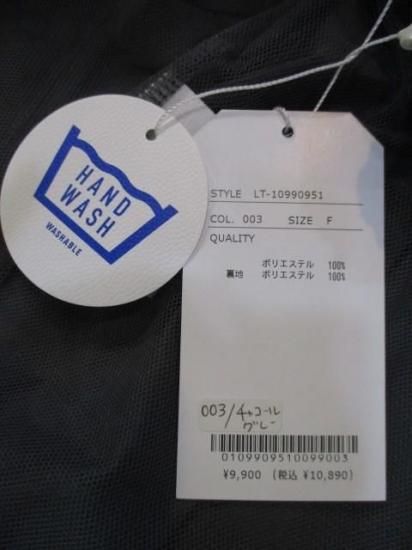 HAND
WASH
WASHABLE
STYLE LT-10990951
COL. 003 SIZE F
QUALITY
ポリエステル 100%
裏地 ポリエステル 100%
003/チャコール
グレー
0109909510099003
¥9,900 (税込 ¥10,890)